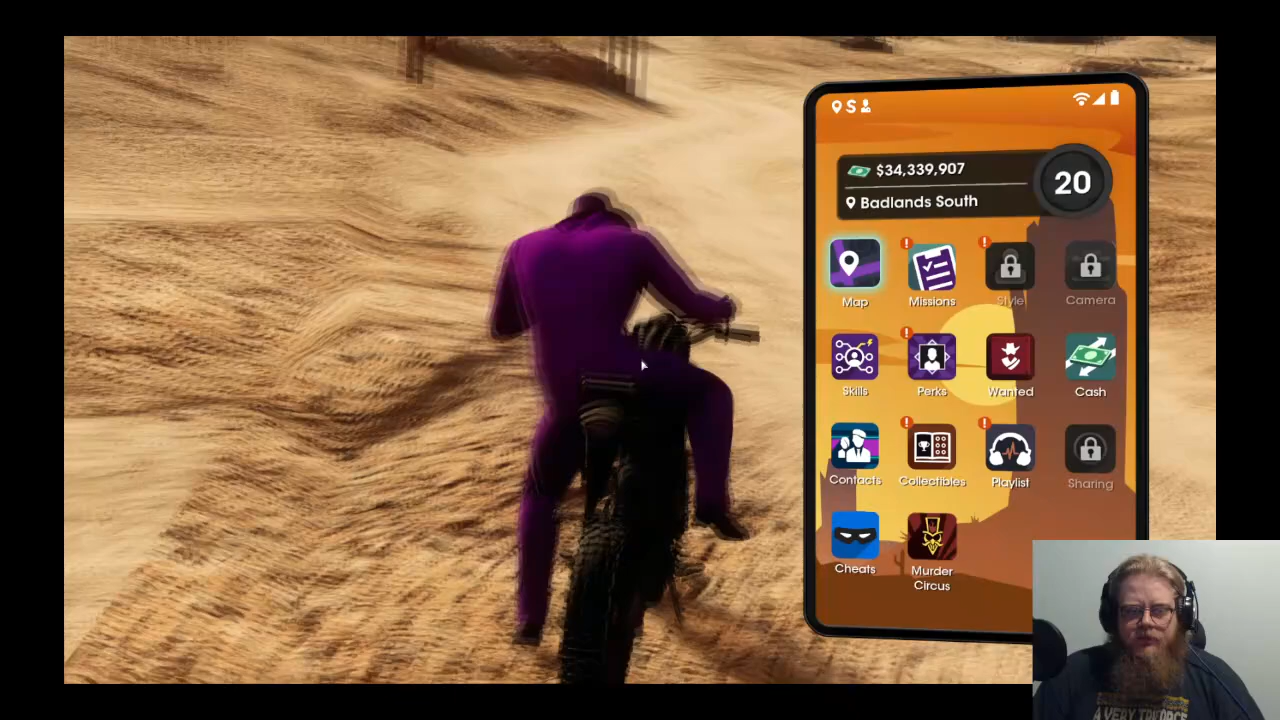 S
$34,339,907
20
Badlands South
Map
Missions
Style
Camera
Skills
Perks
Wanted
Cash
Contacts
Collectibles
Playlist
Sharing
Cheats
Murder
Circus
A VERY